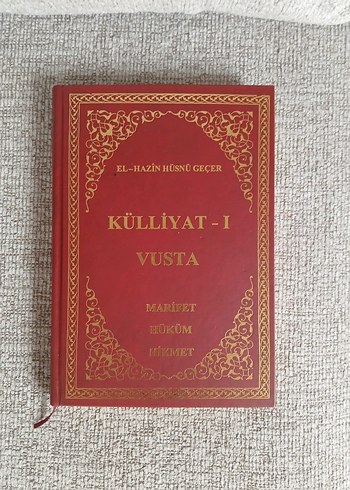 EL-HAZİN HÜSNÜ GEÇER
KÜLLİYAT - I
VUSTA
MARİFET
HÜKÜM
HİKMET